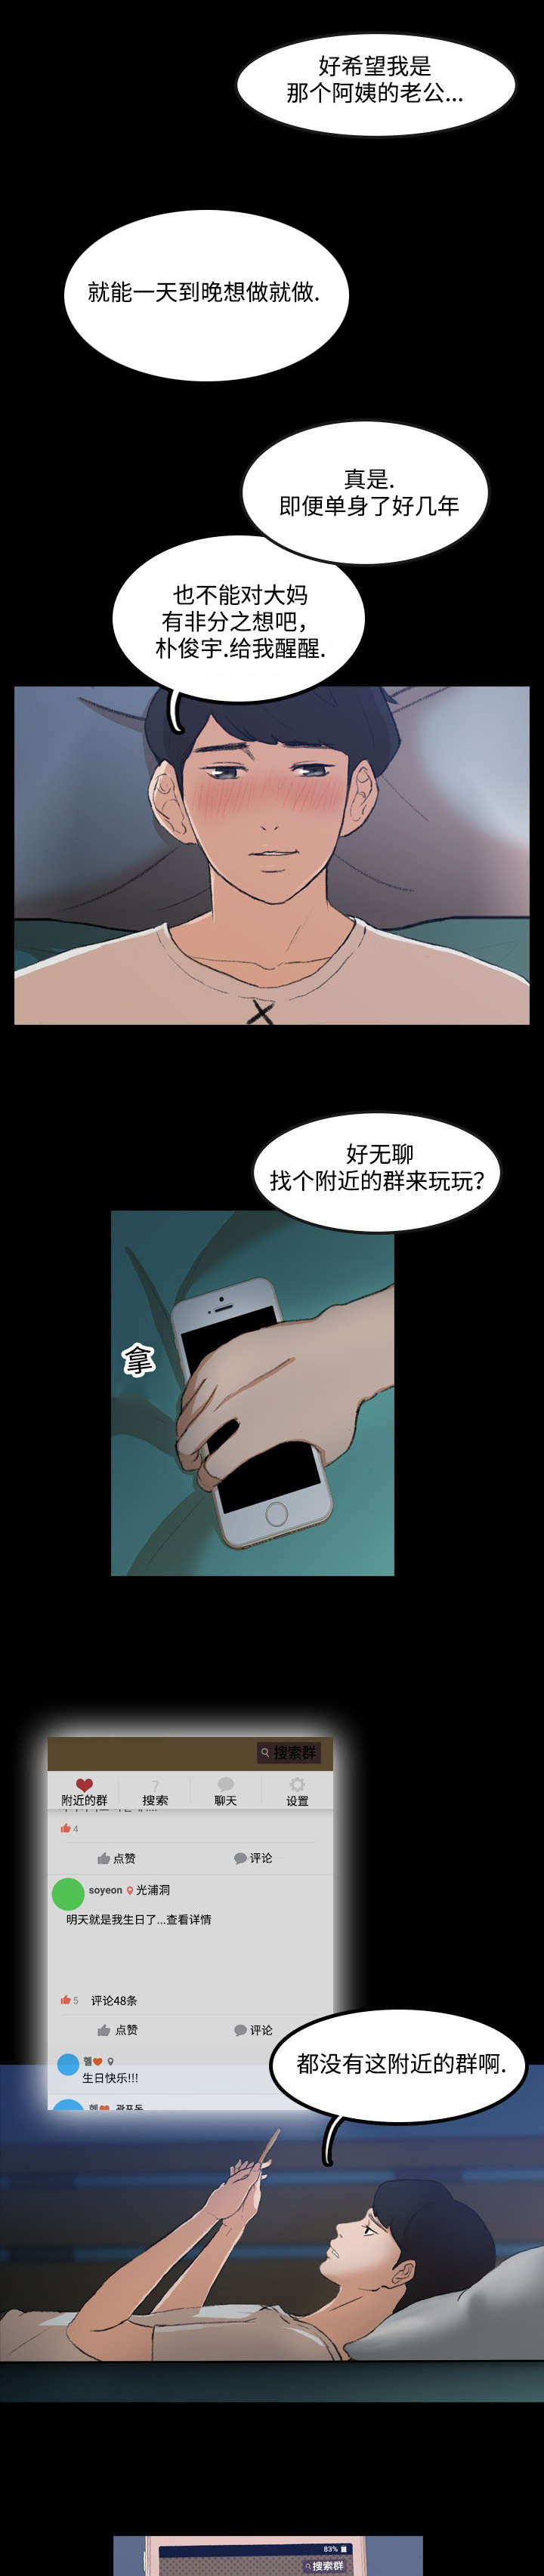 好希望我是
那个阿姨的老公...
就能一天到晚想做就做.
真是.
即便单身了好几年
也不能对大妈
有非分之想吧，
朴俊宇.给我醒醒.
好无聊
找个附近的群来玩玩？
拿
搜索群
附近的群 搜索 聊天 设置
4
点赞 评论
soyeon 光浦洞
明天就是我生日了...查看详情
5 评论48条
点赞 评论
헬
生日快乐!!!
都没有这附近的群啊.
83%
搜索群